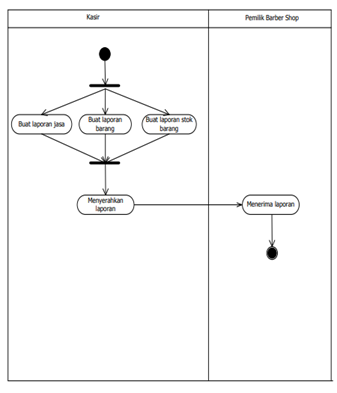 Kasir
Pemilik Barber Shop
Buat laporan jasa
Buat laporan
barang
Buat laporan stok
barang
Menyerahkan
laporan
Menerima laporan